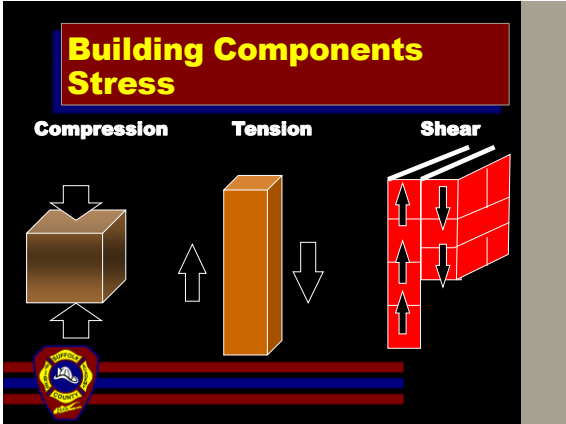 Building Components
Stress
Compression
Tension
Shear
SUFFOLK
COUNTY